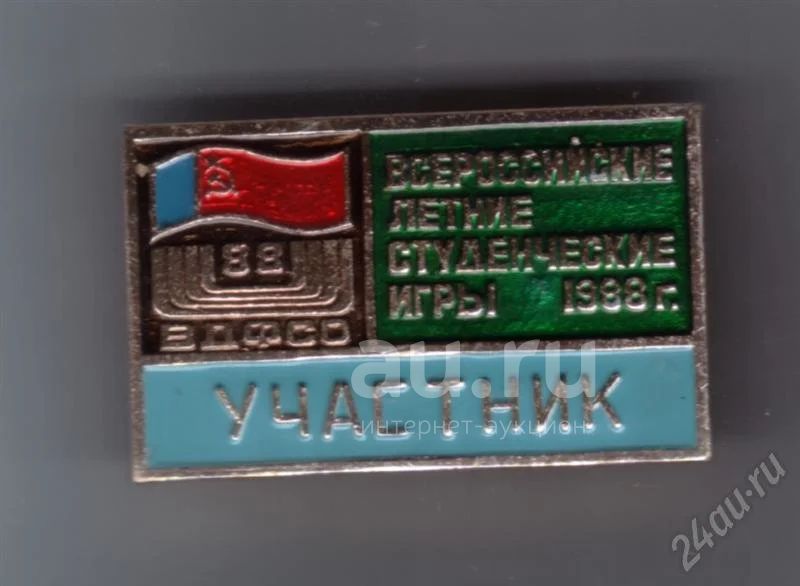 88
ВДФСО
ВСЕРОССИЙСКИЕ
ЛЕТНИЕ
СТУДЕНЧЕСКИЕ
ИГРЫ 1988 г.
УЧАСТНИК
au.ru
интернет-аукцион
24au.ru